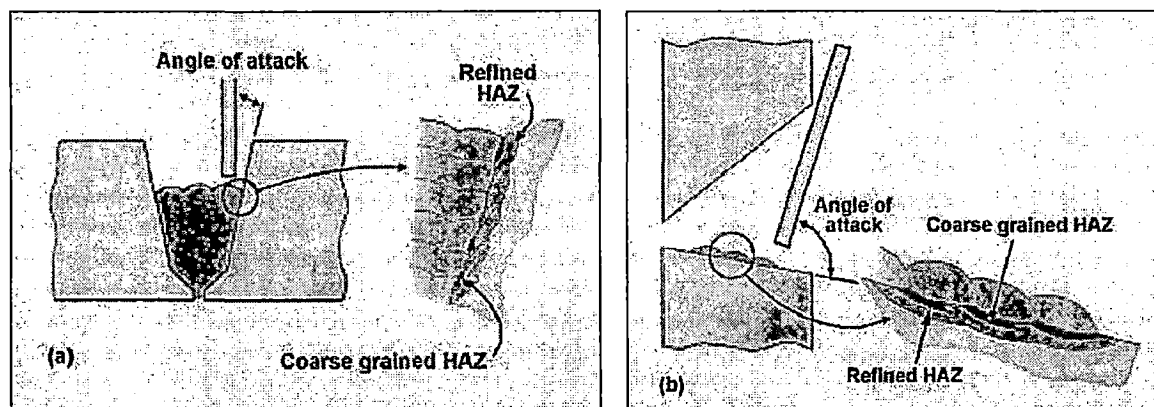 Angle of attack
Refined
HAZ
Coarse grained HAZ
(a)
Angle of
attack
Coarse grained HAZ
Refined HAZ
(b)